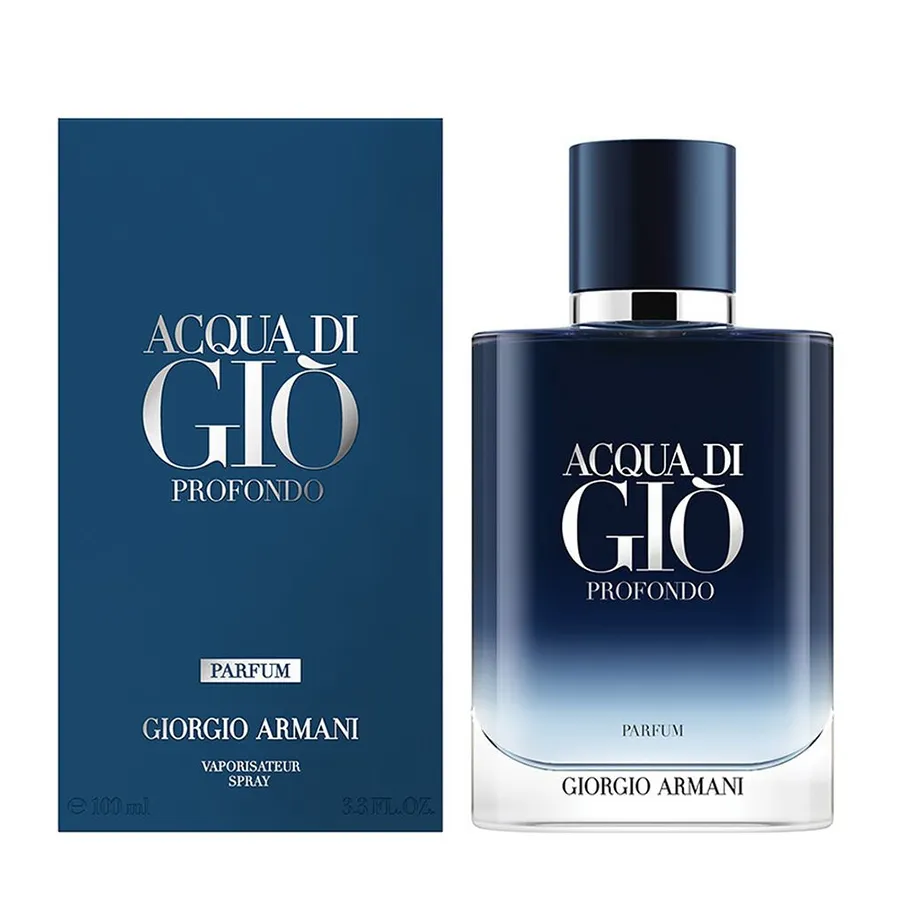 ACQUA DI
GIÒ
PROFONDO
PARFUM
GIORGIO ARMANI
VAPORISATEUR
SPRAY
℮ 100 ml 3.3 FL.OZ.
ACQUA DI
GIÒ
PROFONDO
PARFUM
GIORGIO ARMANI